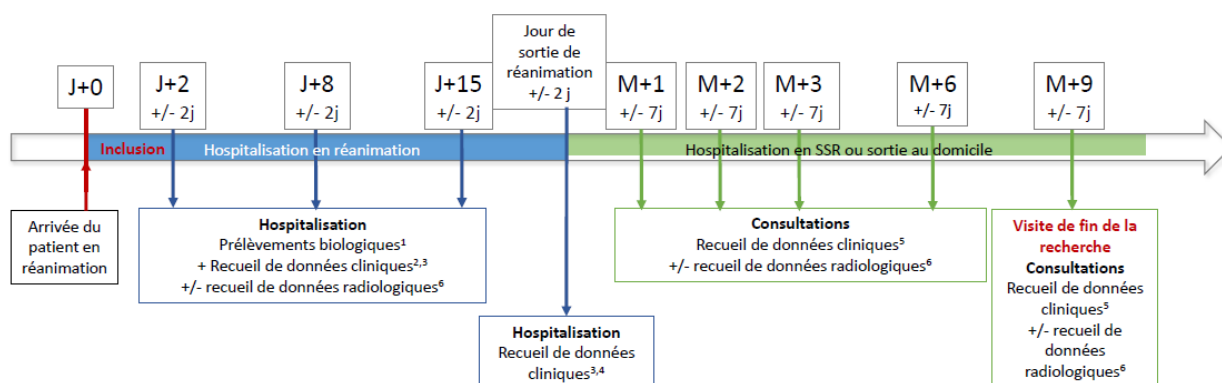 Jour de
sortie de
réanimation
+/- 2 j
J+0
J+2
+/- 2j
J+8
+/- 2j
J+15
+/- 2j
M+1
+/- 7j
M+2
+/- 7j
M+3
+/- 7j
M+6
+/- 7j
M+9
+/- 7j
Inclusion
Hospitalisation en réanimation
Hospitalisation en SSR ou sortie au domicile
Arrivée du
patient en
réanimation
Hospitalisation
Prélèvements biologiques¹
+ Recueil de données cliniques²,³
+/- recueil de données radiologiques⁶
Hospitalisation
Recueil de données
cliniques³,⁴
Consultations
Recueil de données cliniques⁵
+/- recueil de données radiologiques⁶
Visite de fin de la
recherche
Consultations
Recueil de données
cliniques⁵
+/- recueil de
données
radiologiques⁶